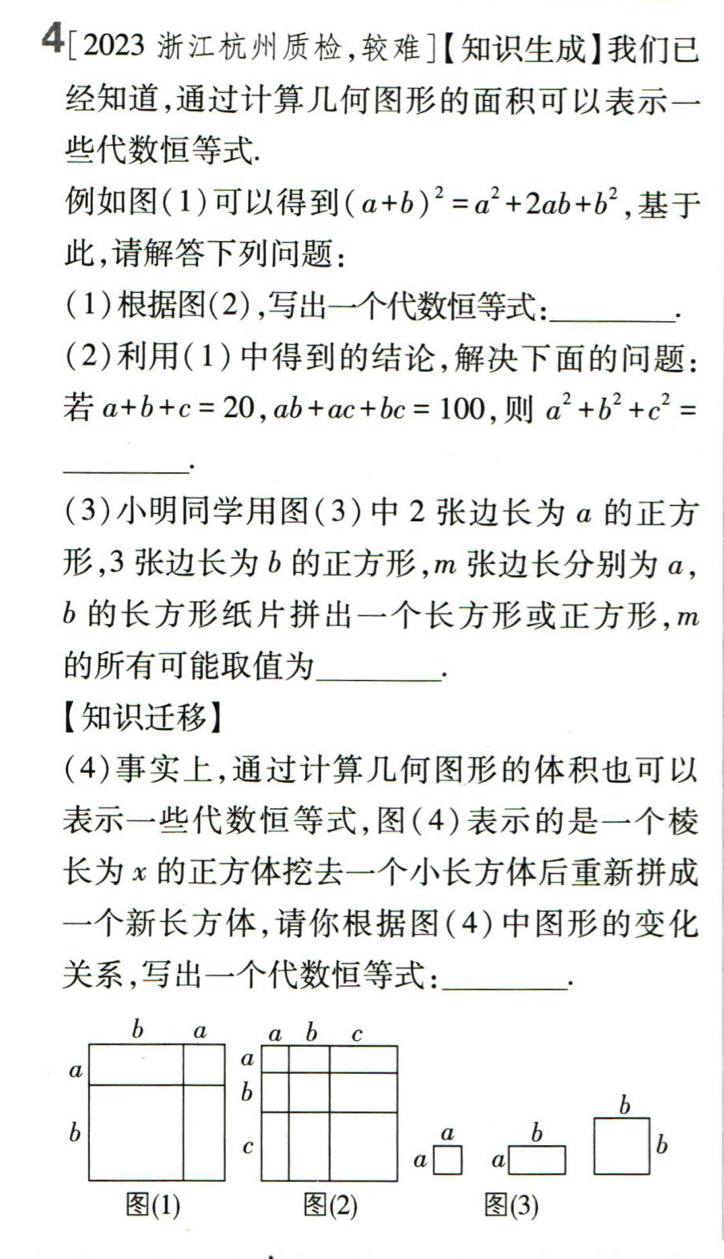 4[2023 浙江杭州质检,较难]【知识生成】我们已
经知道,通过计算几何图形的面积可以表示一
些代数恒等式.
例如图(1)可以得到(a+b)²=a²+2ab+b²,基于
此,请解答下列问题:
(1)根据图(2),写出一个代数恒等式:________.
(2)利用(1)中得到的结论,解决下面的问题:
若 a+b+c=20,ab+ac+bc=100,则 a²+b²+c²=
________.
(3)小明同学用图(3)中 2 张边长为 a 的正方
形,3 张边长为 b 的正方形,m 张边长分别为 a,
b 的长方形纸片拼出一个长方形或正方形,m
的所有可能取值为________.
【知识迁移】
(4)事实上,通过计算几何图形的体积也可以
表示一些代数恒等式,图(4)表示的是一个棱
长为 x 的正方体挖去一个小长方体后重新拼成
一个新长方体,请你根据图(4)中图形的变化
关系,写出一个代数恒等式:________.
b a
a
b
图(1)
a b c
a
b
c
图(2)
a
a
b
a
b
b
图(3)